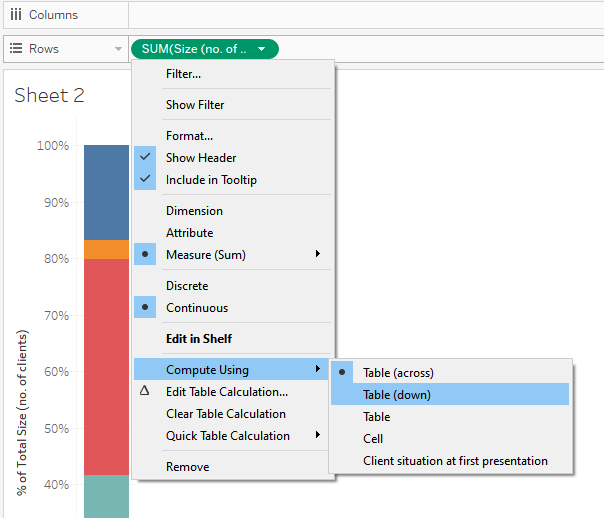 Columns
Rows
SUM(Size (no. of ..
Sheet 2
Filter...
Show Filter
Format...
Show Header
Include in Tooltip
Dimension
Attribute
Measure (Sum)
Discrete
Continuous
Edit in Shelf
Compute Using
Edit Table Calculation...
Clear Table Calculation
Quick Table Calculation
Remove
Table (across)
Table (down)
Table
Cell
Client situation at first presentation
100%
90%
80%
70%
60%
50%
40%
% of Total Size (no. of clients)